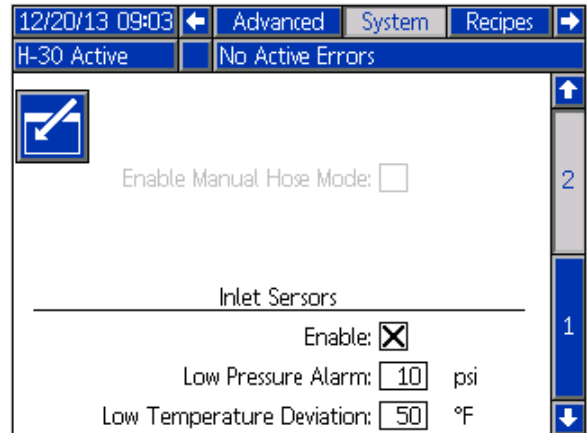 12/20/13 09:03 Advanced System Recipes
H-30 Active No Active Errors
Enable Manual Hose Mode:
2
Inlet Sersors
Enable:
1
Low Pressure Alarm: 10 psi
Low Temperature Deviation: 50 °F